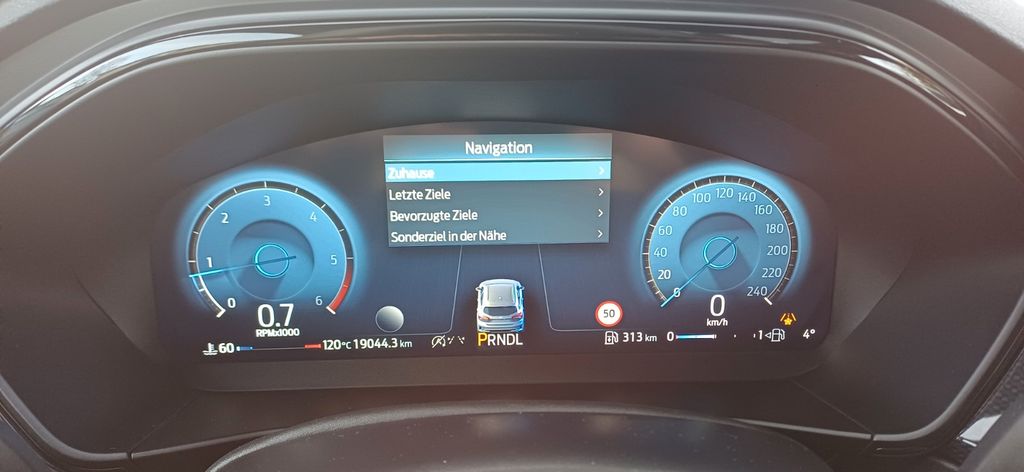 Navigation
Zuhause
Letzte Ziele
Bevorzugte Ziele
Sonderziel in der Nähe
0 1 2 3 4 5 6
0.7
RPMx1000
0 20 40 60 80 100 120 140 160 180 200 220 240
0
km/h
50
60 120°C 19044.3 km
PRNDL
313 km 0 1 4°